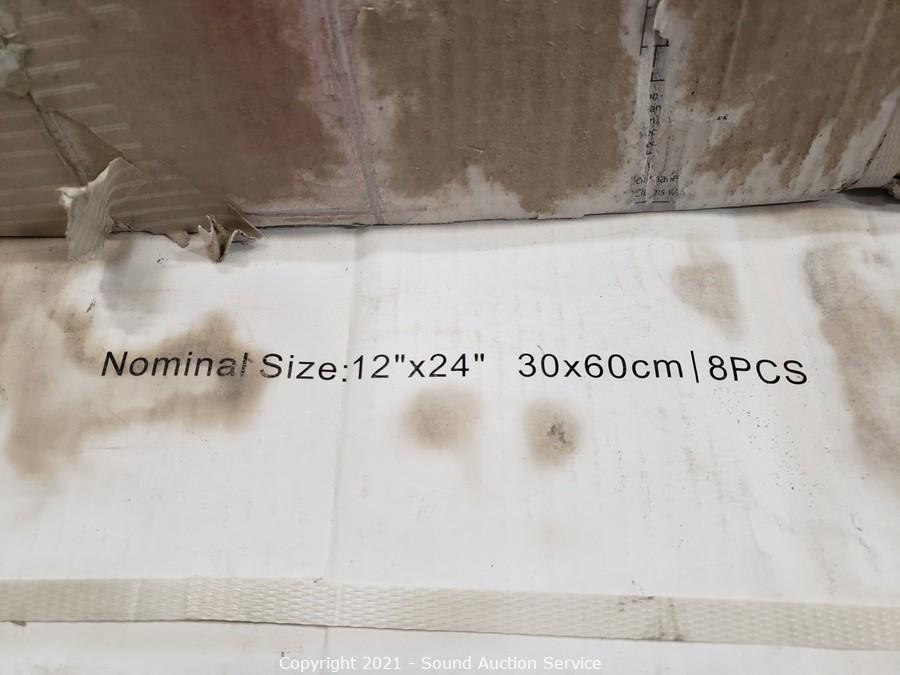 Nominal Size:12"x24" 30x60cm|8PCS
Copyright 2021 - Sound Auction Service